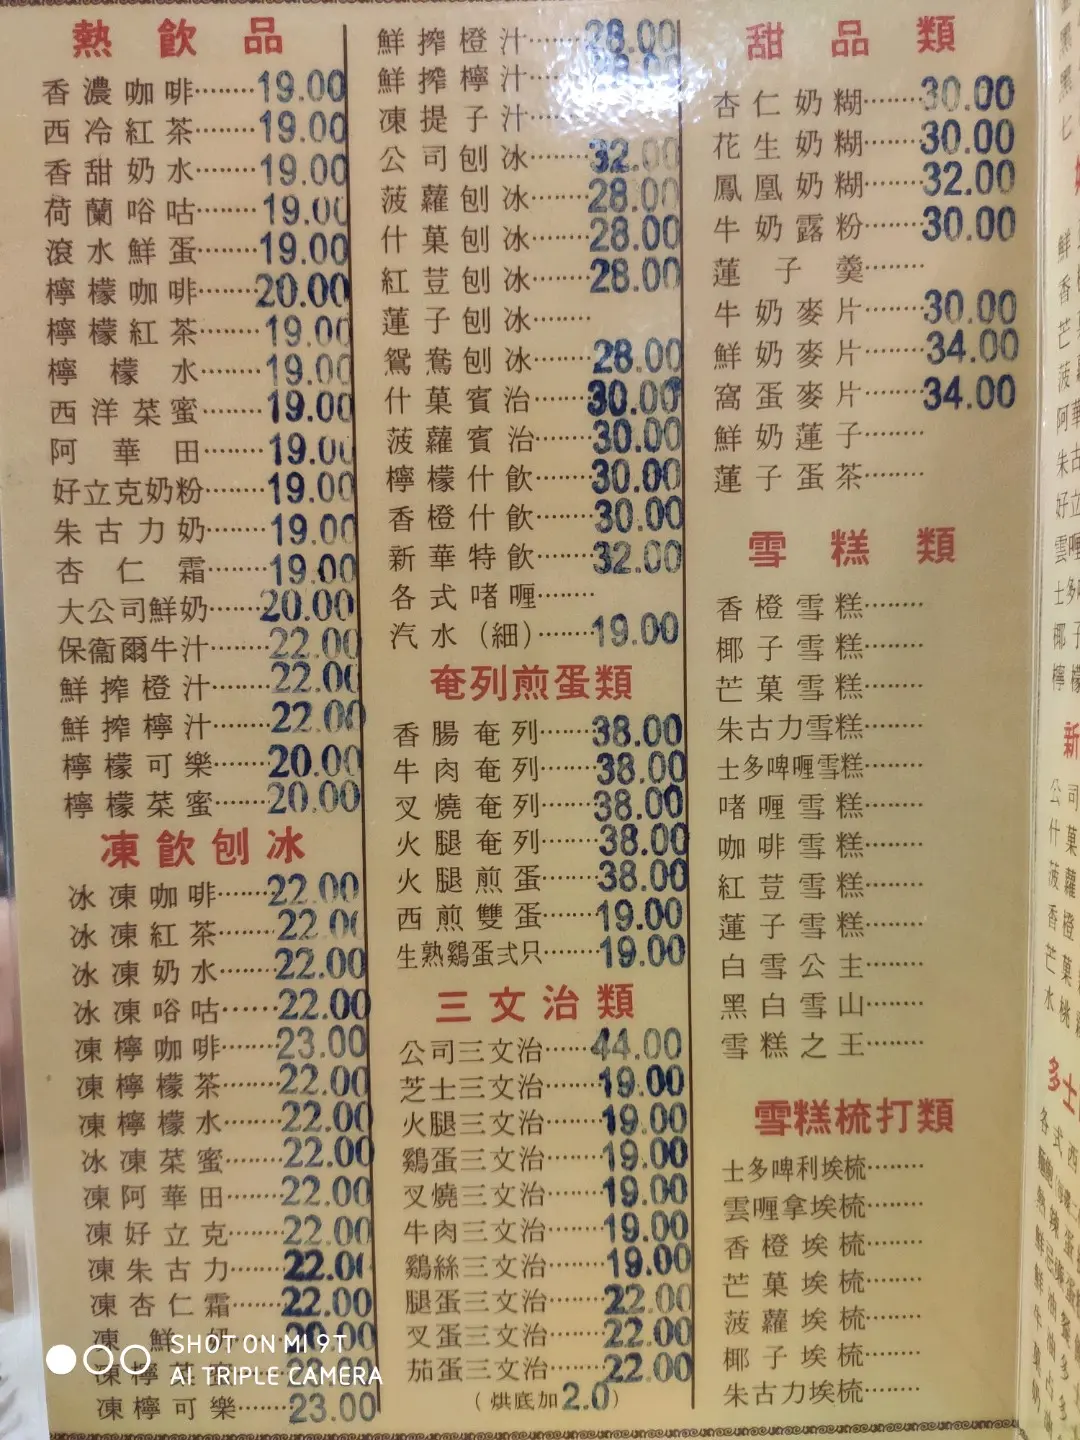 熱飲品
香濃咖啡········19.00
西冷紅茶········19.00
香甜奶水········19.00
荷蘭唂咕········19.00
滾水鮮蛋········19.00
檸檬咖啡········20.00
檸檬紅茶········19.00
檸檬水········19.00
西洋菜蜜········19.00
阿華田········19.00
好立克奶粉········19.00
朱古力奶········19.00
杏仁霜········19.00
大公司鮮奶·······20.00
保衞爾牛汁·······22.00
鮮搾橙汁········22.00
鮮搾檸汁········22.00
檸檬可樂········20.00
檸檬菜蜜·······20.00
凍飲刨冰
冰凍咖啡·······22.00
冰凍紅茶········22.00
冰凍奶水········22.00
冰凍唂咕······22.00
凍檸咖啡·······23.00
凍檸檬茶········22.00
凍檸檬水········22.00
冰凍菜蜜········22.00
凍阿華田········22.00
凍好立克·······22.00
凍朱古力·······22.00
凍杏仁霜·······22.00
凍鮮奶
凍檸可樂·······23.00
鮮搾橙汁·······28.00
鮮搾檸汁
凍提子汁
公司刨冰·······32.00
菠蘿刨冰·······28.00
什菓刨冰·······28.00
紅荳刨冰·······28.00
蓮子刨冰········
鴛鴦刨冰········28.00
什菓賓治·······30.00
菠蘿賓治········30.00
檸檬什飲········30.00
香橙什飲········30.00
新華特飲········32.00
各式啫喱········
汽水(細)·······19.00
奄列煎蛋類
香腸奄列·······38.00
牛肉奄列·······38.00
叉燒奄列·······38.00
火腿奄列·······38.00
火腿煎蛋·······38.00
西煎雙蛋·······19.00
生熟鷄蛋弍只·······19.00
三文治類
公司三文治······44.00
芝士三文治·······19.00
火腿三文治·······19.00
鷄蛋三文治·······19.00
叉燒三文治·······19.00
牛肉三文治·······19.00
鷄絲三文治········19.00
腿蛋三文治·······22.00
叉蛋三文治·······22.00
茄蛋三文治·······22.00
(烘底加2.0)
甜品類
杏仁奶糊·······30.00
花生奶糊·······30.00
鳳凰奶糊·······32.00
牛奶露粉·······30.00
蓮子羹········
牛奶麥片·······30.00
鮮奶麥片········34.00
窩蛋麥片·······34.00
鮮奶蓮子········
蓮子蛋茶········
雪糕類
香橙雪糕········
椰子雪糕········
芒菓雪糕········
朱古力雪糕········
士多啤喱雪糕········
啫喱雪糕········
咖啡雪糕········
紅荳雪糕········
蓮子雪糕········
白雪公主········
黑白雪山········
雪糕之王········
雪糕梳打類
士多啤利埃梳········
雲喱拿埃梳········
香橙埃梳········
芒菓埃梳········
菠蘿埃梳········
椰子埃梳········
朱古力埃梳········
SHOT ON MI 9T
AI TRIPLE CAMERA